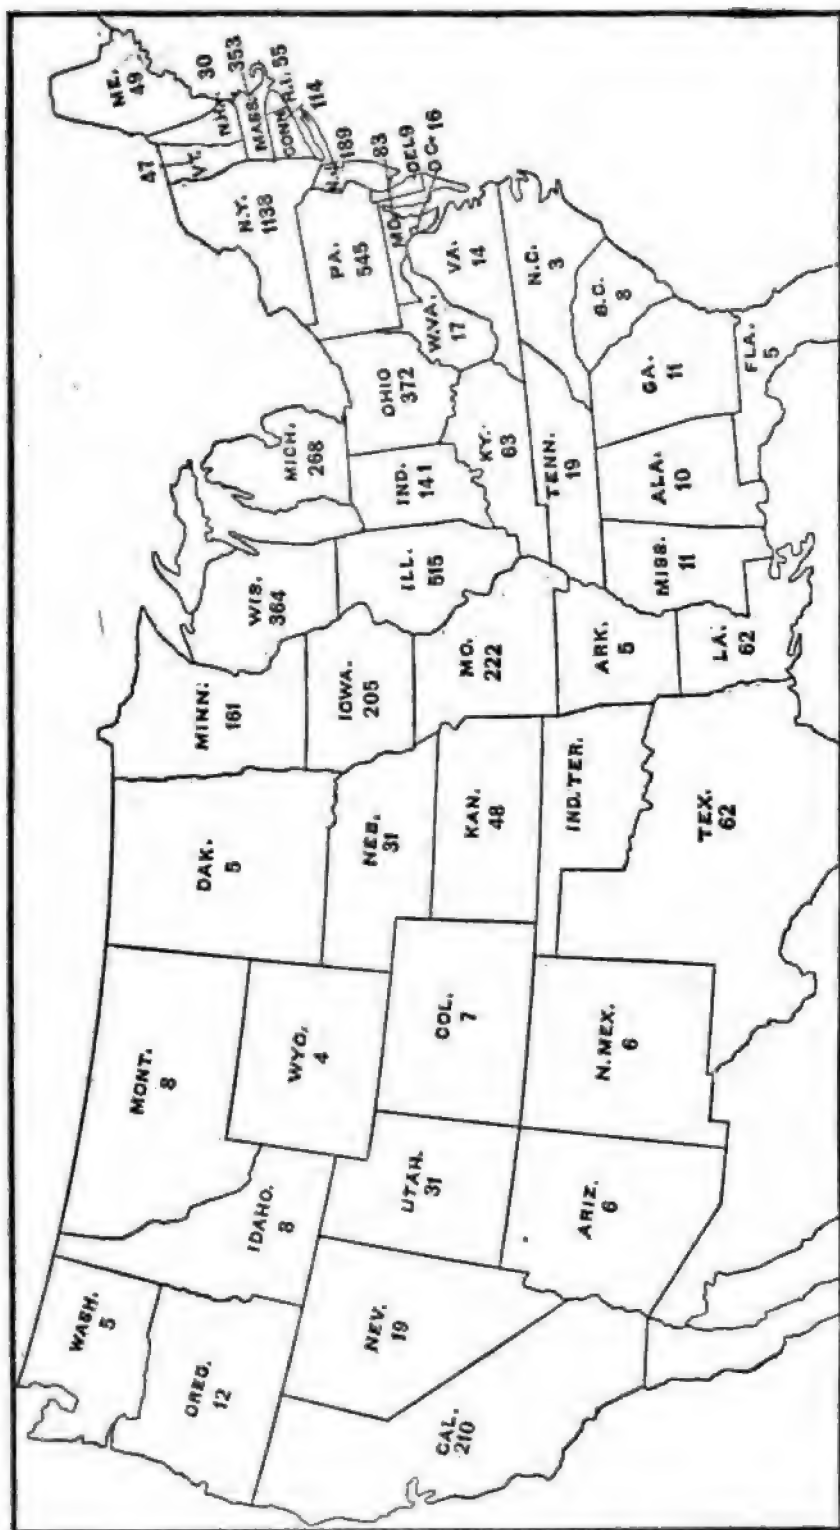 WASH.
5
OREG.
12
CAL.
210
NEV.
19
IDAHO.
8
MONT.
8
WYO.
4
UTAH.
31
ARIZ.
6
COL.
7
N.MEX.
6
DAK.
5
NEB.
31
KAN.
48
IND.TER.
TEX.
62
MINN.
161
IOWA.
205
MO.
222
ARK.
5
LA.
62
WIS.
364
ILL.
515
MICH.
268
IND.
141
OHIO
372
KY.
63
TENN.
19
MISS.
11
ALA.
10
GA.
11
FLA.
5
S.C.
8
N.C.
3
VA.
14
W.VA.
17
PA.
545
N.Y.
1138
47
VT.
ME.
49
N.H.
30
MASS.
353
CONN.
R.I. 55
114
N.J. 189
MD.
83
DEL 9
D C - 16